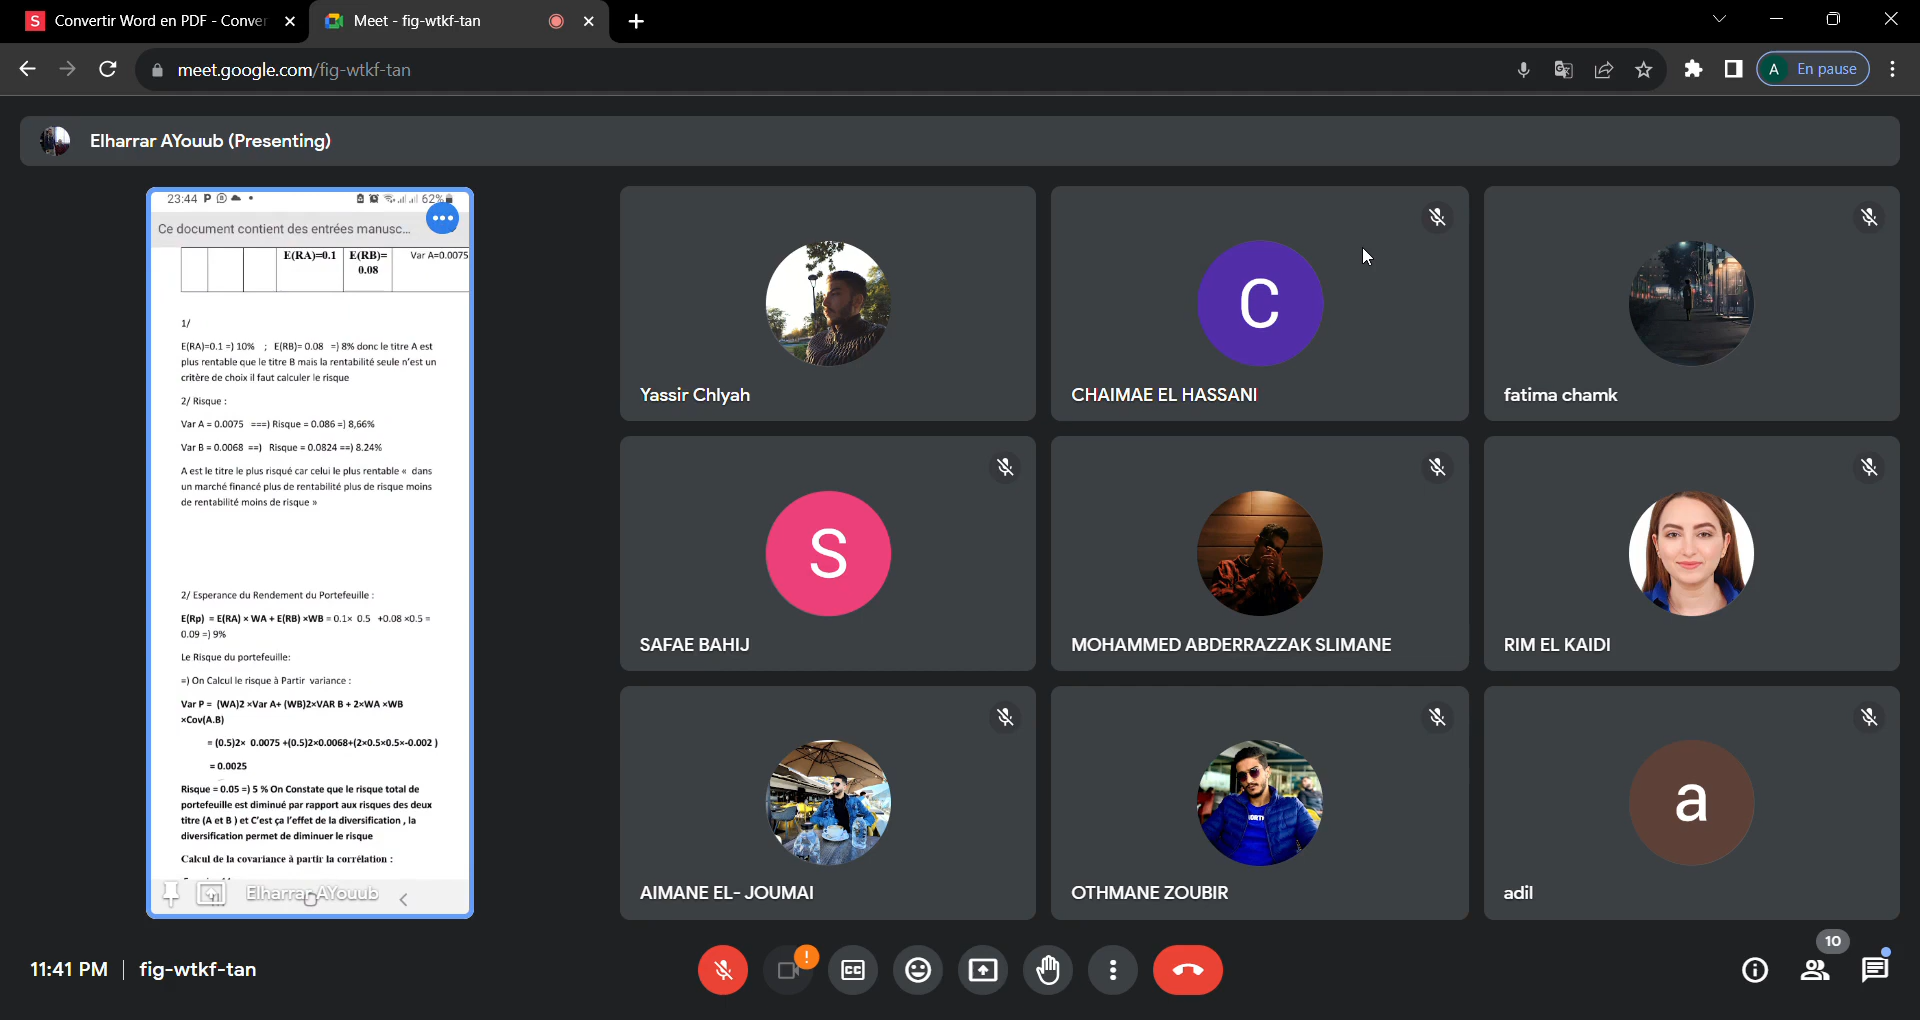 S Convertir Word en PDF - Conver
Meet - fig-wtkf-tan
meet.google.com/fig-wtkf-tan
A En pause
Elharrar AYouub (Presenting)
23:44 P 62%
Ce document contient des entrées manusc...
E(RA)=0.1 E(RB)= Var A=0.0075
0.08
1/
E(RA)=0.1 =) 10% ; E(RB)= 0.08 =) 8% donc le titre A est
plus rentable que le titre B mais la rentabilité seule n'est un
critère de choix il faut calculer le risque
2/ Risque :
Var A = 0.0075 ===) Risque = 0.086 =) 8,66%
Var B = 0.0068 ==) Risque = 0.0824 ==) 8.24%
A est le titre le plus risqué car celui le plus rentable « dans
un marché financé plus de rentabilité plus de risque moins
de rentabilité moins de risque »
2/ Esperance du Rendement du Portefeuille :
E(Rp) = E(RA) × WA + E(RB) ×WB = 0.1× 0.5 +0.08 ×0.5 =
0.09 =) 9%
Le Risque du portefeuille:
=) On Calcul le risque à Partir variance :
Var P = (WA)2 ×Var A+ (WB)2×VAR B + 2×WA ×WB
×Cov(A.B)
= (0.5)2× 0.0075 +(0.5)2×0.0068+(2×0.5×0.5×-0.002 )
= 0.0025
Risque = 0.05 =) 5 % On Constate que le risque total de
portefeuille est diminué par rapport aux risques des deux
titre (A et B ) et C'est ça l'effet de la diversification , la
diversification permet de diminuer le risque
Calcul de la covariance à partir la corrélation :
Elharrar AYouub
Yassir Chlyah
C
CHAIMAE EL HASSANI
fatima chamk
S
SAFAE BAHIJ
MOHAMMED ABDERRAZZAK SLIMANE
RIM EL KAIDI
AIMANE EL- JOUMAI
OTHMANE ZOUBIR
a
adil
11:41 PM | fig-wtkf-tan
!
CC
10